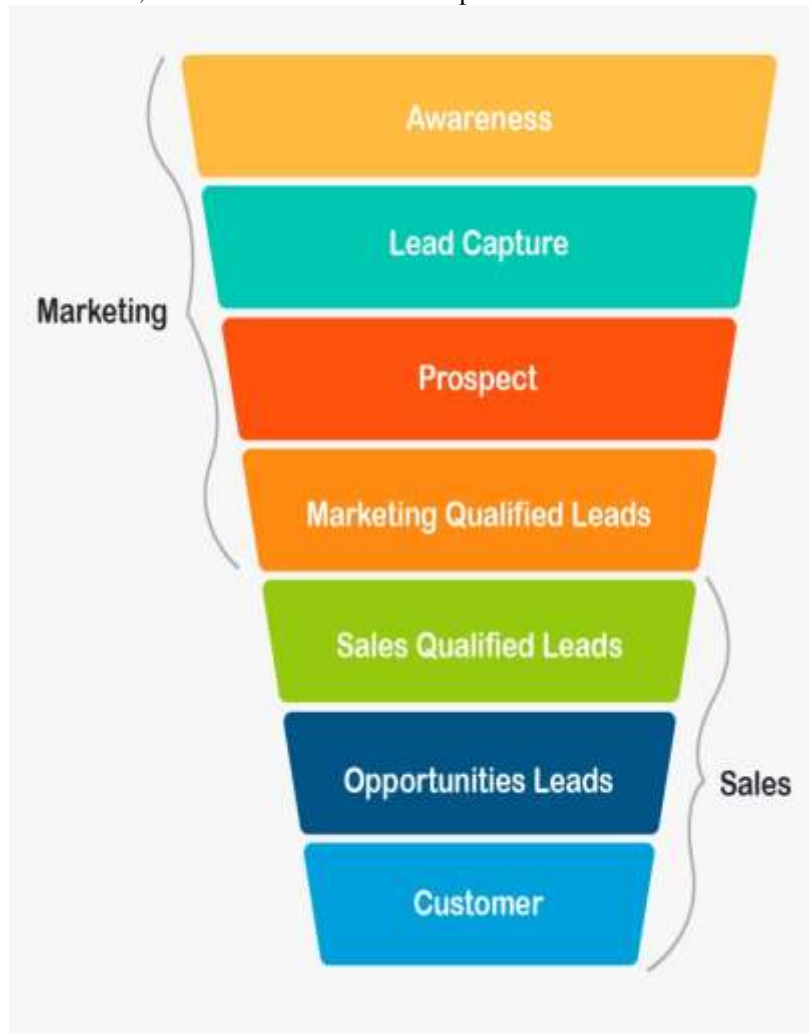 Awareness
Lead Capture
Marketing
Prospect
Marketing Qualified Leads
Sales Qualified Leads
Opportunities Leads
Sales
Customer